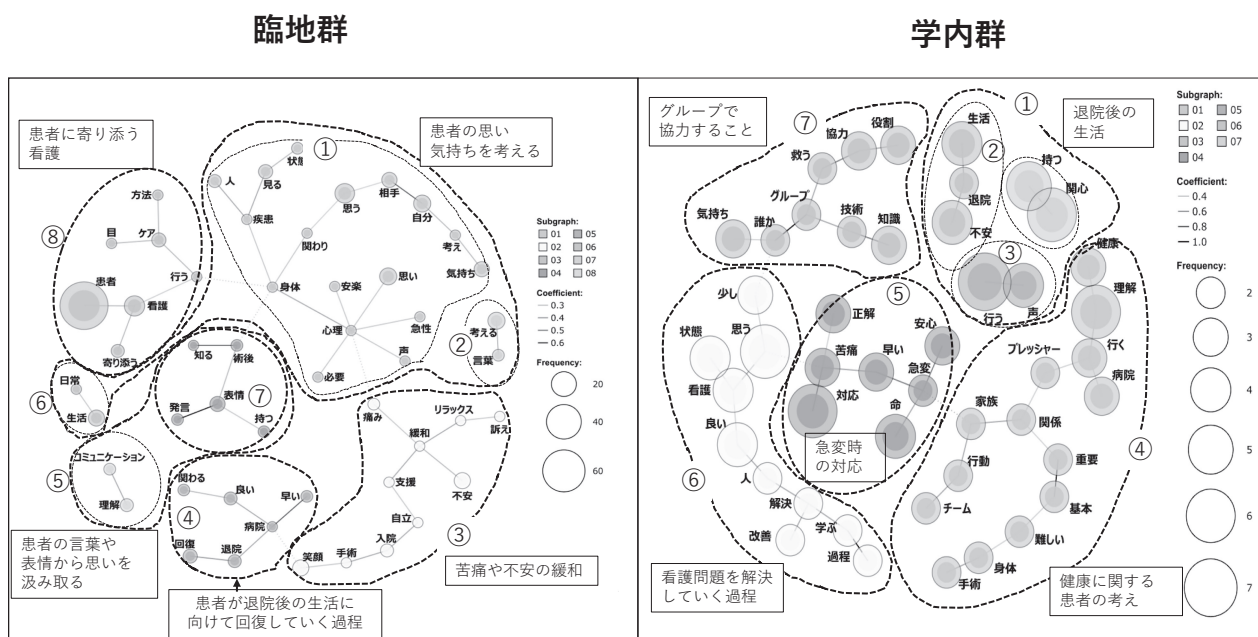 臨地群
学内群
患者に寄り添う
看護
⑧
方法
目
ケア
行う
患者
看護
寄り添う
患者の思い
気持ちを考える
①
状態
人
見る
疾患
思う
相手
自分
関わり
考え
気持ち
思い
身体
安楽
心理
急性
声
必要
②
考える
言葉
Subgraph:
01 05
02 06
03 07
04 08
Coefficient:
0.3
0.4
0.5
0.6
Frequency:
20
40
60
⑥
日常
生活
⑦
知る
術後
表情
発言
持つ
⑤
コミュニケーション
理解
患者の言葉や
表情から思いを
汲み取る
④
関わる
良い
早い
病院
回復
退院
患者が退院後の生活に
向けて回復していく過程
③
痛み
リラックス
訴え
緩和
支援
不安
自立
入院
手術
笑顔
苦痛や不安の緩和
グループで
協力すること
⑦
協力
役割
救う
グループ
気持ち
誰か
技術
知識
①
退院後の
生活
生活
②
退院
不安
持つ
関心
③
行う
声
Subgraph:
01 05
02 06
03 07
04
Coefficient:
0.4
0.6
0.8
1.0
Frequency:
2
3
4
5
6
7
⑤
正解
安心
苦痛
早い
急変
対応
命
急変時
の対応
⑥
少し
状態
思う
看護
良い
人
解決
改善
学ぶ
過程
看護問題を解決
していく過程
④
健康
理解
行く
プレッシャー
病院
家族
関係
行動
重要
チーム
基本
難しい
身体
手術
健康に関する
患者の考え